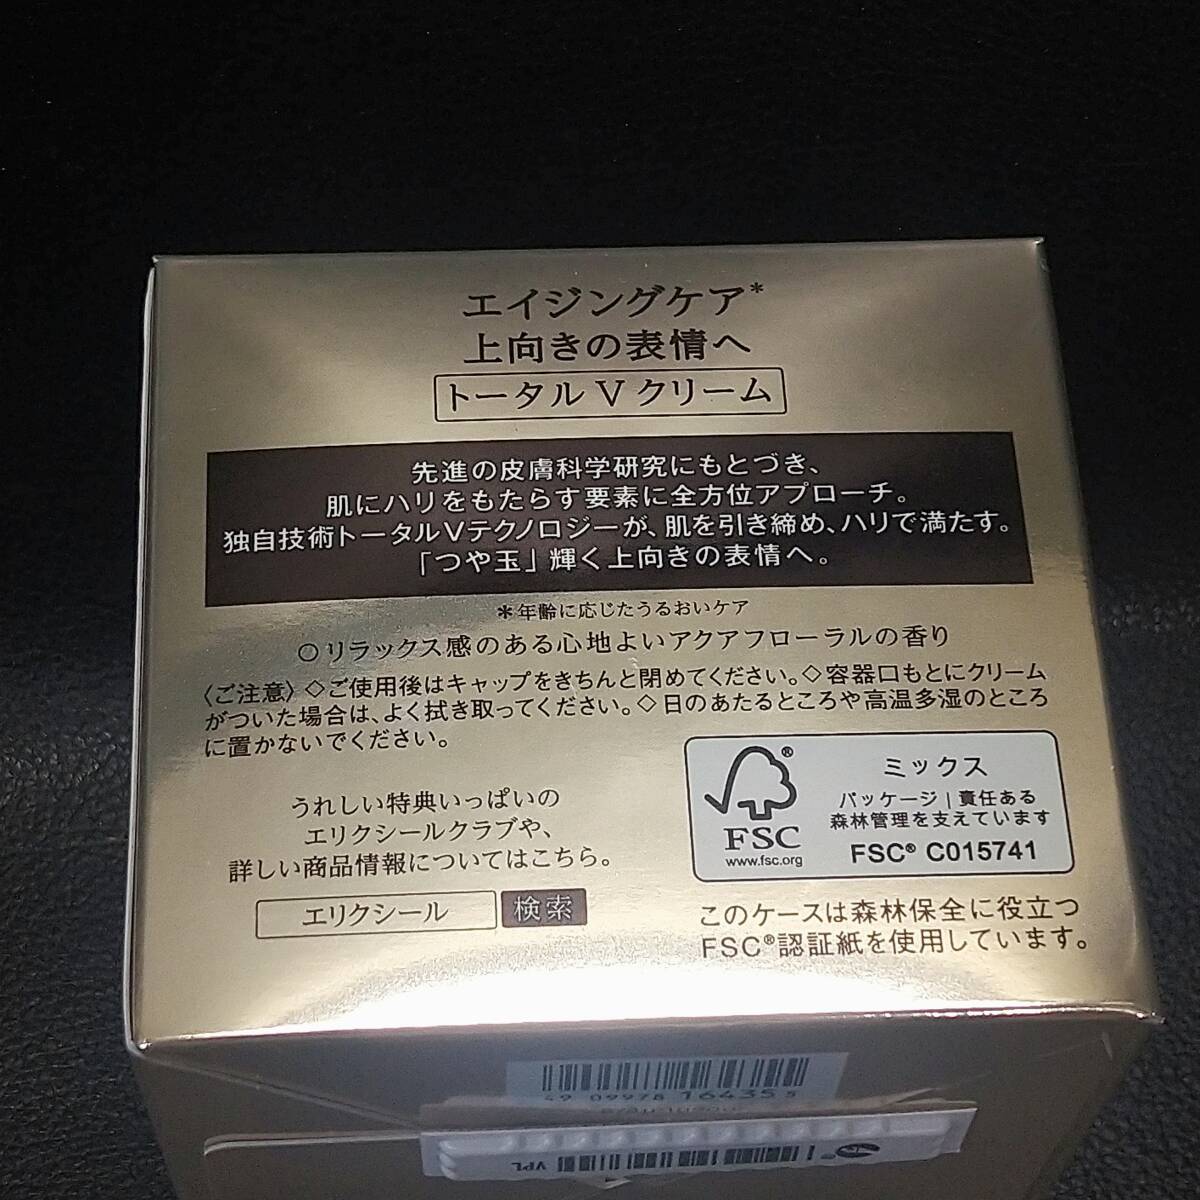 エイジングケア*
上向きの表情へ
トータル V クリーム
先進の皮膚科学研究にもとづき、
肌にハリをもたらす要素に全方位アプローチ。
独自技術トータルVテクノロジーが、肌を引き締め、ハリで満たす。
「つや玉」輝く上向きの表情へ。
*年齢に応じたうるおいケア
○リラックス感のある心地よいアクアフローラルの香り
〈ご注意〉◇ご使用後はキャップをきちんと閉めてください。◇容器口もとにクリーム
がついた場合は、よく拭き取ってください。◇日のあたるところや高温多湿のところ
に置かないでください。
うれしい特典いっぱいの
エリクシールクラブや、
詳しい商品情報についてはこちら。
エリクシール 検索
FSC®
www.fsc.org
ミックス
パッケージ | 責任ある
森林管理を支えています
FSC® C015741
このケースは森林保全に役立つ
FSC®認証紙を使用しています。
49 09978 16435 5
VPL